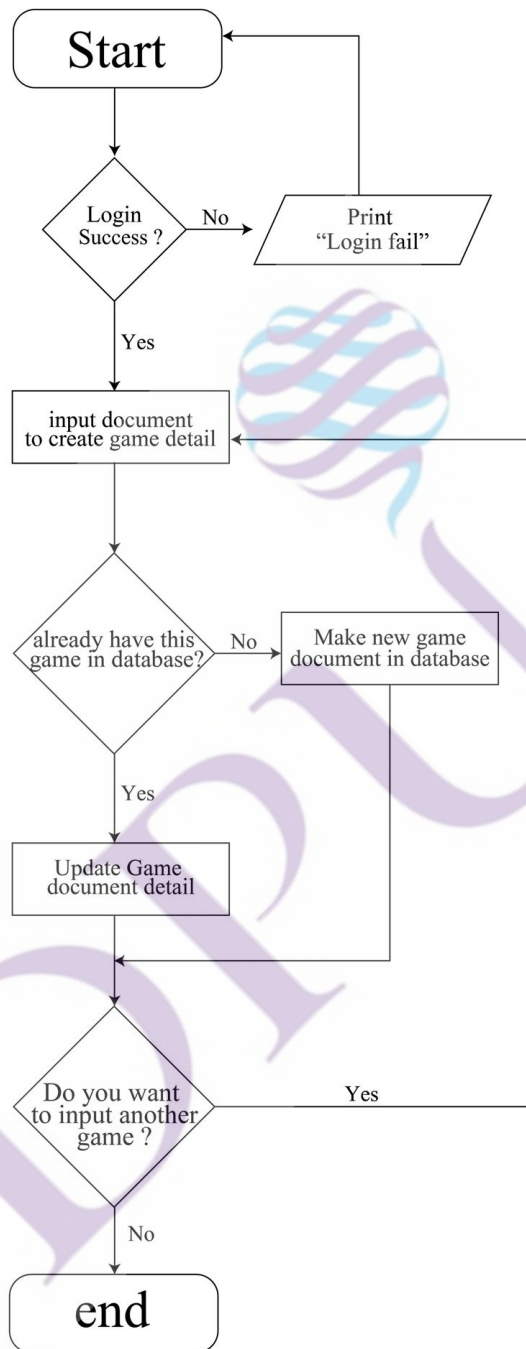 Start
Login
Success ?
No
Print
“Login fail”
Yes
input document
to create game detail
already have this
game in database?
No
Make new game
document in database
Yes
Update Game
document detail
Do you want
to input another
game ?
Yes
No
end
DPU